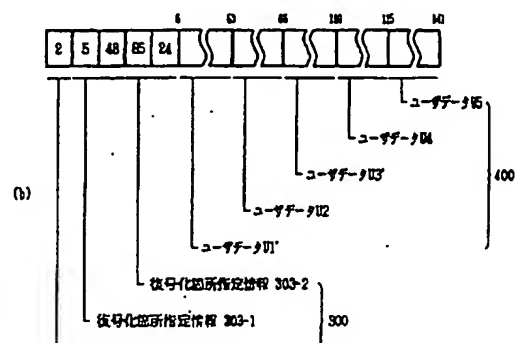 6 63 86 115
2 5 48 85 24
ユーザデータU5
ユーザデータU4
400
ユーザデータU3'
(b)
ユーザデータU2
ユーザデータU1'
復号化箇所指定情報 303-2
300
復号化箇所指定情報 303-1